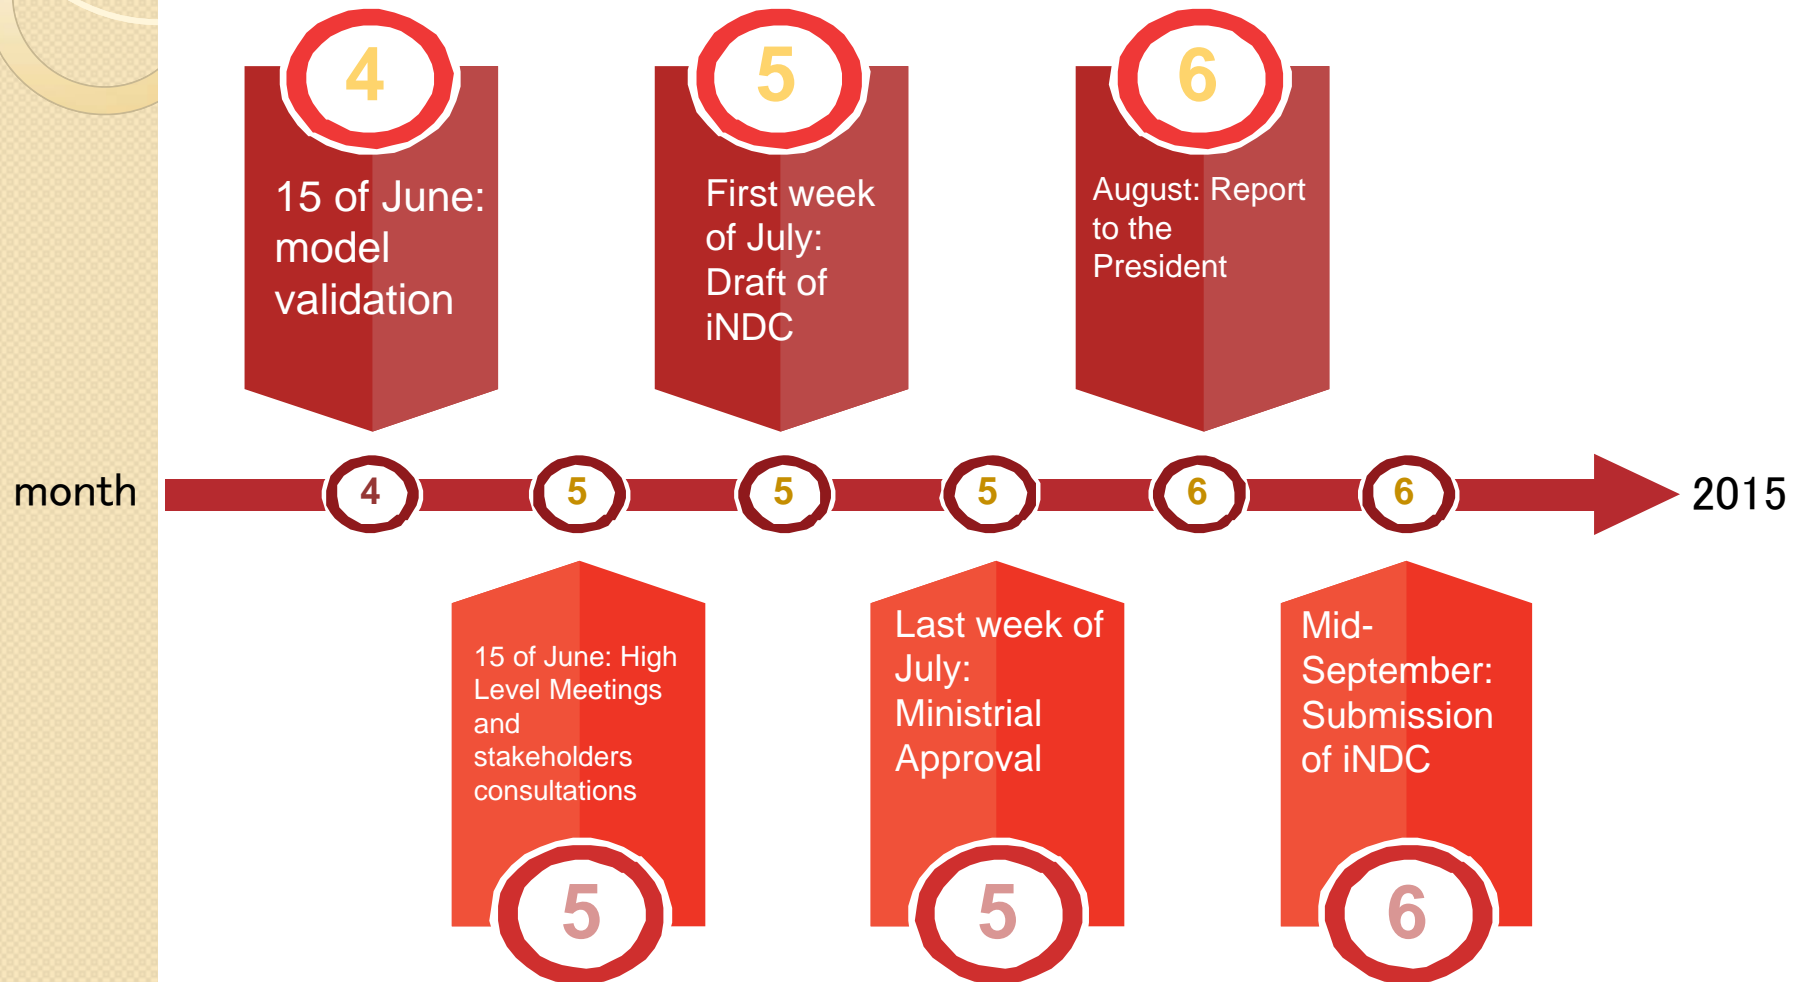 4
15 of June:
model
validation
5
First week
of July:
Draft of
iNDC
6
August: Report
to the
President
month
4
5
5
5
6
6
2015
15 of June: High
Level Meetings
and
stakeholders
consultations
5
Last week of
July:
Ministrial
Approval
5
Mid-
September:
Submission
of iNDC
6